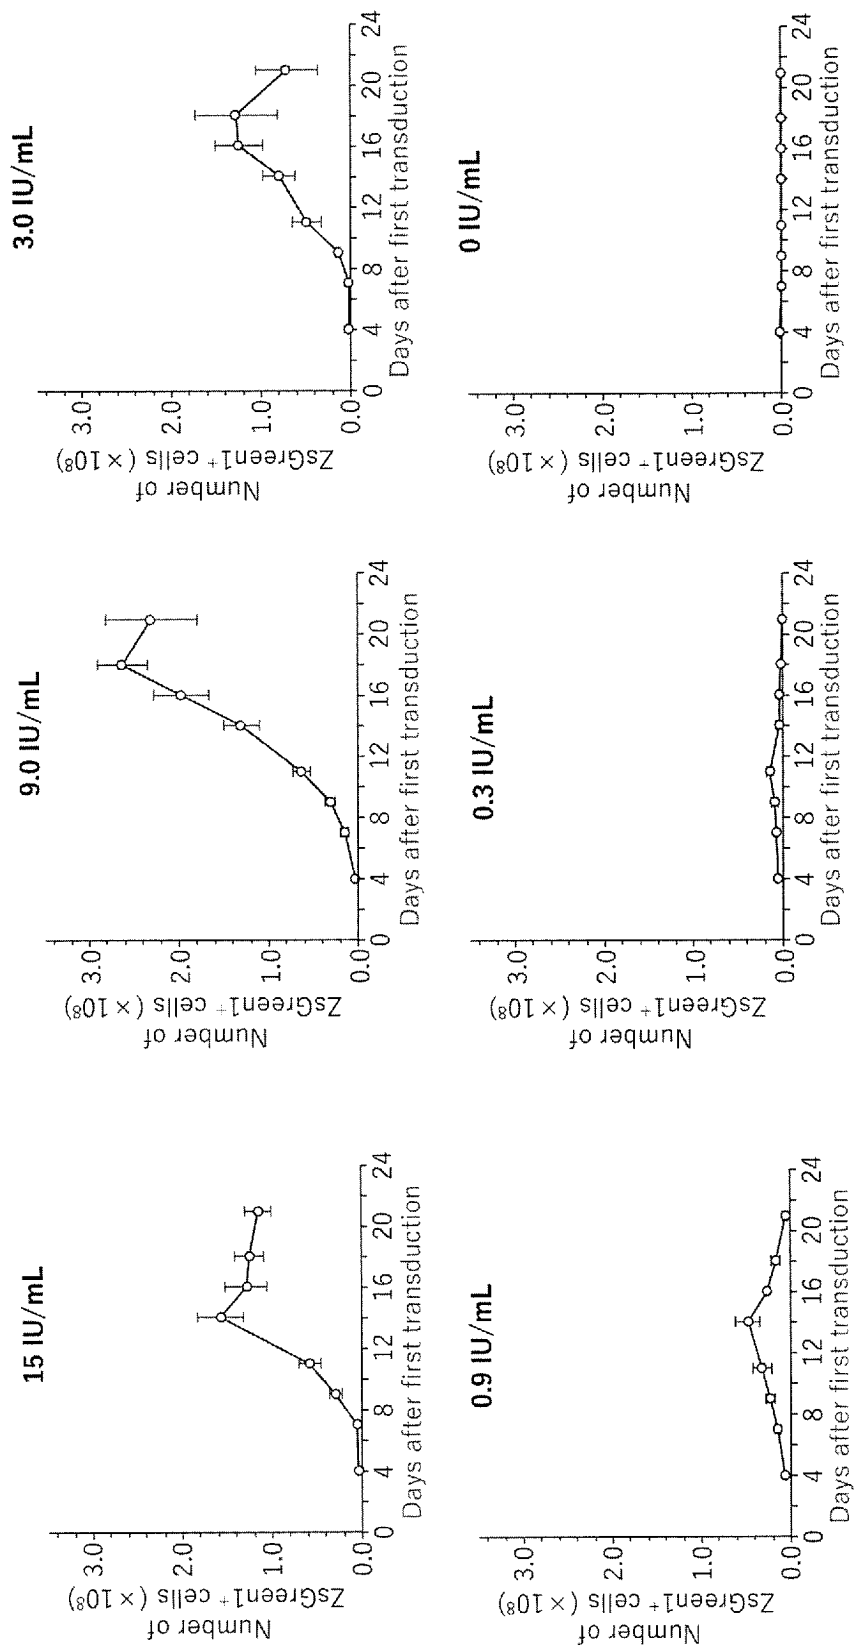 15 IU/mL
Number of
ZsGreen1⁺ cells (×10⁸)
3.0
2.0
1.0
0.0
0 4 8 12 16 20 24
Days after first transduction
9.0 IU/mL
Number of
ZsGreen1⁺ cells (×10⁸)
3.0
2.0
1.0
0.0
0 4 8 12 16 20 24
Days after first transduction
3.0 IU/mL
Number of
ZsGreen1⁺ cells (×10⁸)
3.0
2.0
1.0
0.0
0 4 8 12 16 20 24
Days after first transduction
0.9 IU/mL
Number of
ZsGreen1⁺ cells (×10⁸)
3.0
2.0
1.0
0.0
0 4 8 12 16 20 24
Days after first transduction
0.3 IU/mL
Number of
ZsGreen1⁺ cells (×10⁸)
3.0
2.0
1.0
0.0
0 4 8 12 16 20 24
Days after first transduction
0 IU/mL
Number of
ZsGreen1⁻ cells (×10⁸)
3.0
2.0
1.0
0.0
0 4 8 12 16 20 24
Days after first transduction